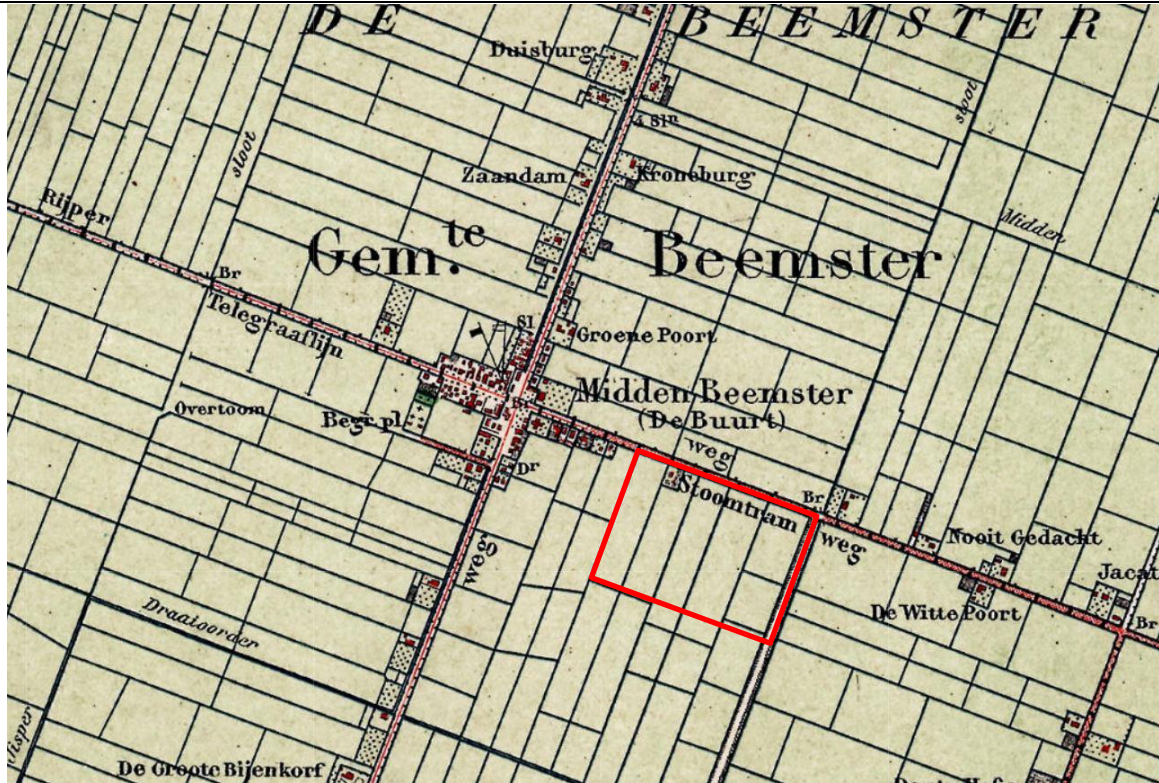 DE BEEMSTER
Duisburg
sloot
sloot
4 Sln
Zaandam
Kroneburg
Rijper
Midden
Gem.te Beemster
Br
Telegraaflijn
Sl
Groene Poort
Midden-Beemster
(De Buurt)
Overtoom
Begr. pl.
weg
Dr
Stoomtram
Br
weg
weg
Nooit Gedacht
Jacat
De Witte Poort
Br
Draaioorder
De Groote Bijenkorf